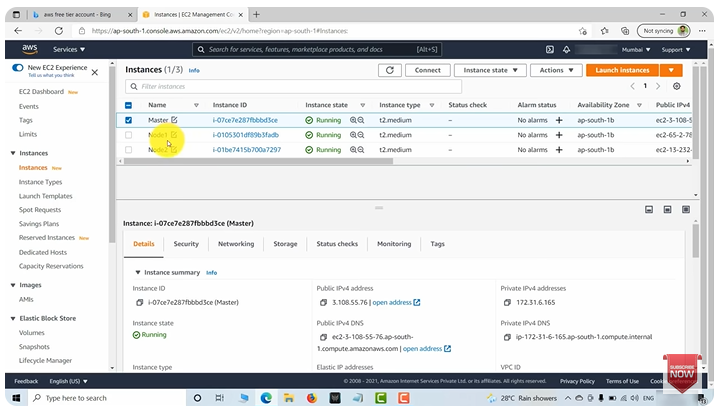 aws free tier account - Bing
Instances | EC2 Management Co
https://ap-south-1.console.aws.amazon.com/ec2/v2/home?region=ap-south-1#Instances:
Not syncing
aws
Services
Search for services, features, marketplace products, and docs
[Alt+S]
Mumbai
Support
New EC2 Experience
Tell us what you think
EC2 Dashboard New
Events
Tags
Limits
Instances
Instances New
Instance Types
Launch Templates
Spot Requests
Savings Plans
Reserved Instances New
Dedicated Hosts
Capacity Reservations
Images
AMIs
Elastic Block Store
Volumes
Snapshots
Lifecycle Manager
Instances (1/3) Info
Connect
Instance state
Actions
Launch instances
Filter instances
1
Name Instance ID Instance state Instance type Status check Alarm status Availability Zone Public IPv4
Master i-07ce7e287fbbbd3ce Running t2.medium – No alarms + ap-south-1b ec2-3-108-5
Node1 i-0105301df89b3fadb Running t2.medium – No alarms + ap-south-1b ec2-65-2-78
Node2 i-01be7415b700a7297 Running t2.medium – No alarms + ap-south-1b ec2-13-232-
Instance: i-07ce7e287fbbbd3ce (Master)
Details Security Networking Storage Status checks Monitoring Tags
Instance summary Info
Instance ID
i-07ce7e287fbbbd3ce (Master)
Public IPv4 address
3.108.55.76 | open address
Private IPv4 addresses
172.31.6.165
Instance state
Running
Public IPv4 DNS
ec2-3-108-55-76.ap-south-
1.compute.amazonaws.com | open address
Private IPv4 DNS
ip-172-31-6-165.ap-south-1.compute.internal
Instance type
Elastic IP addresses
VPC ID
SUBSCRIBE
NOW
Feedback
English (US)
© 2008 - 2021, Amazon Internet Services Private Ltd. or its affiliates. All rights reserved.
Privacy Policy
Terms of Use
Cookie preferences
Type here to search
28°C Rain showers